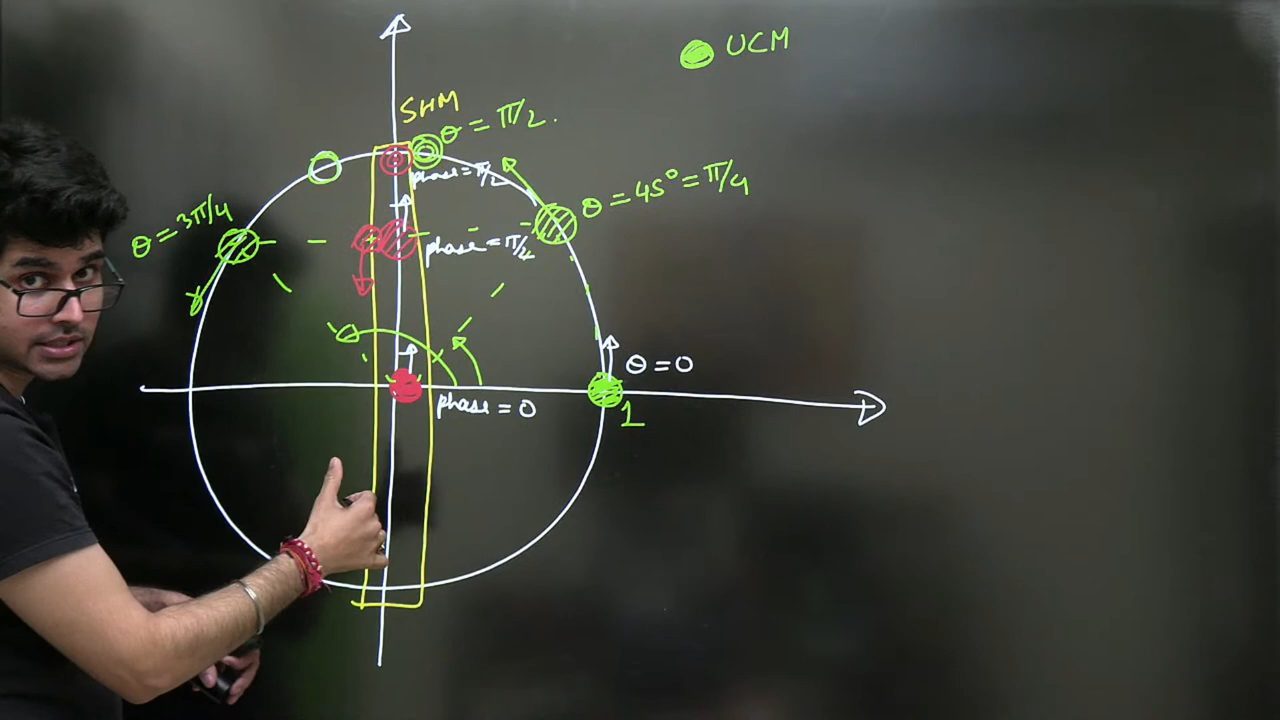 UCM
SHM
θ = π/2.
phase = π/2
θ = 45° = π/4
θ = 3π/4
phase = π/4
θ = 0
phase = 0
1